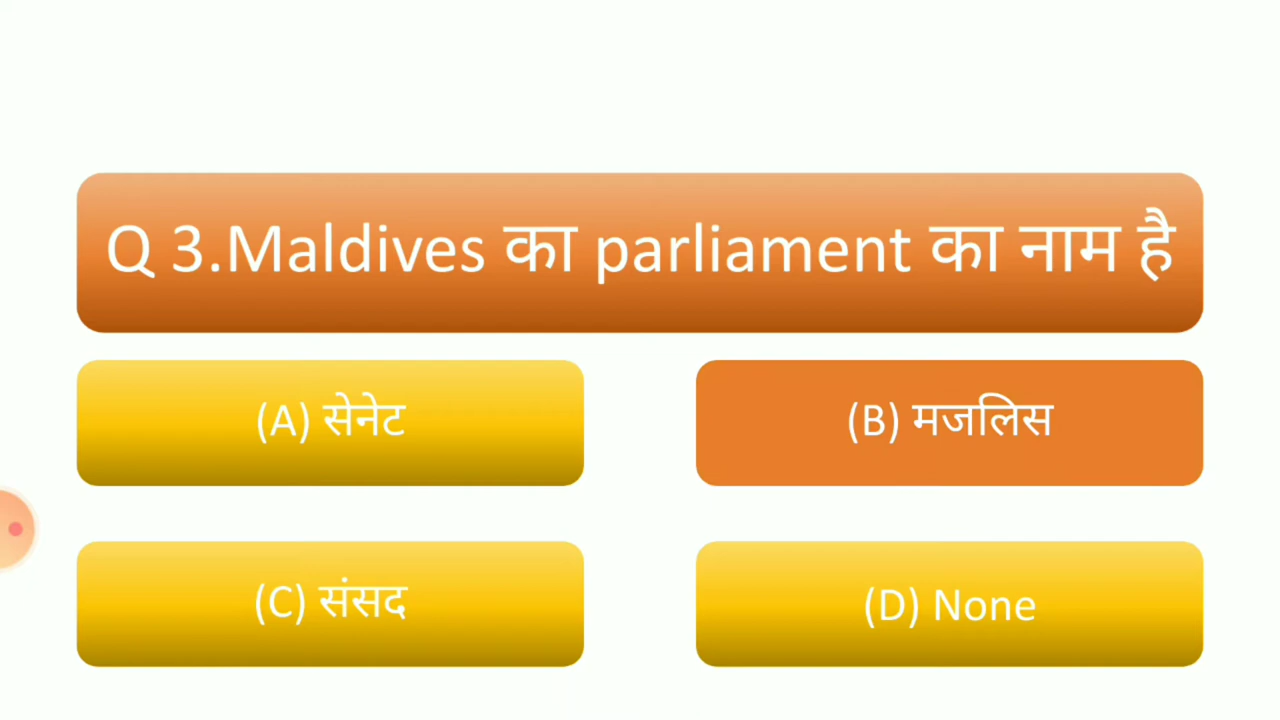 Q 3.Maldives का parliament का नाम है
(A) सेनेट
(B) मजलिस
(C) संसद
(D) None